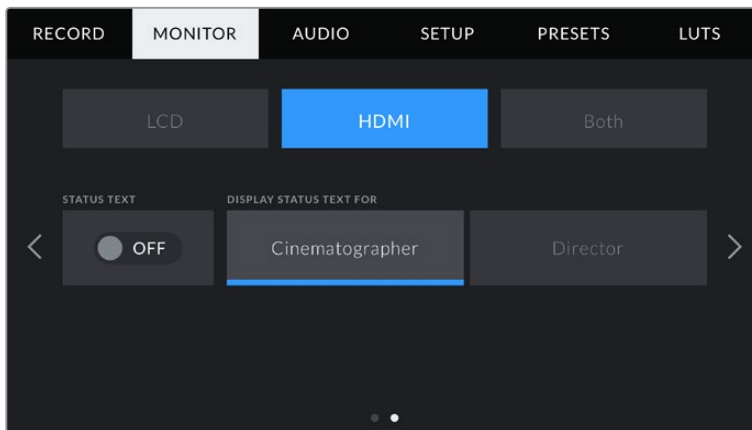 RECORD MONITOR AUDIO SETUP PRESETS LUTS
LCD HDMI Both
STATUS TEXT DISPLAY STATUS TEXT FOR
OFF Cinematographer Director